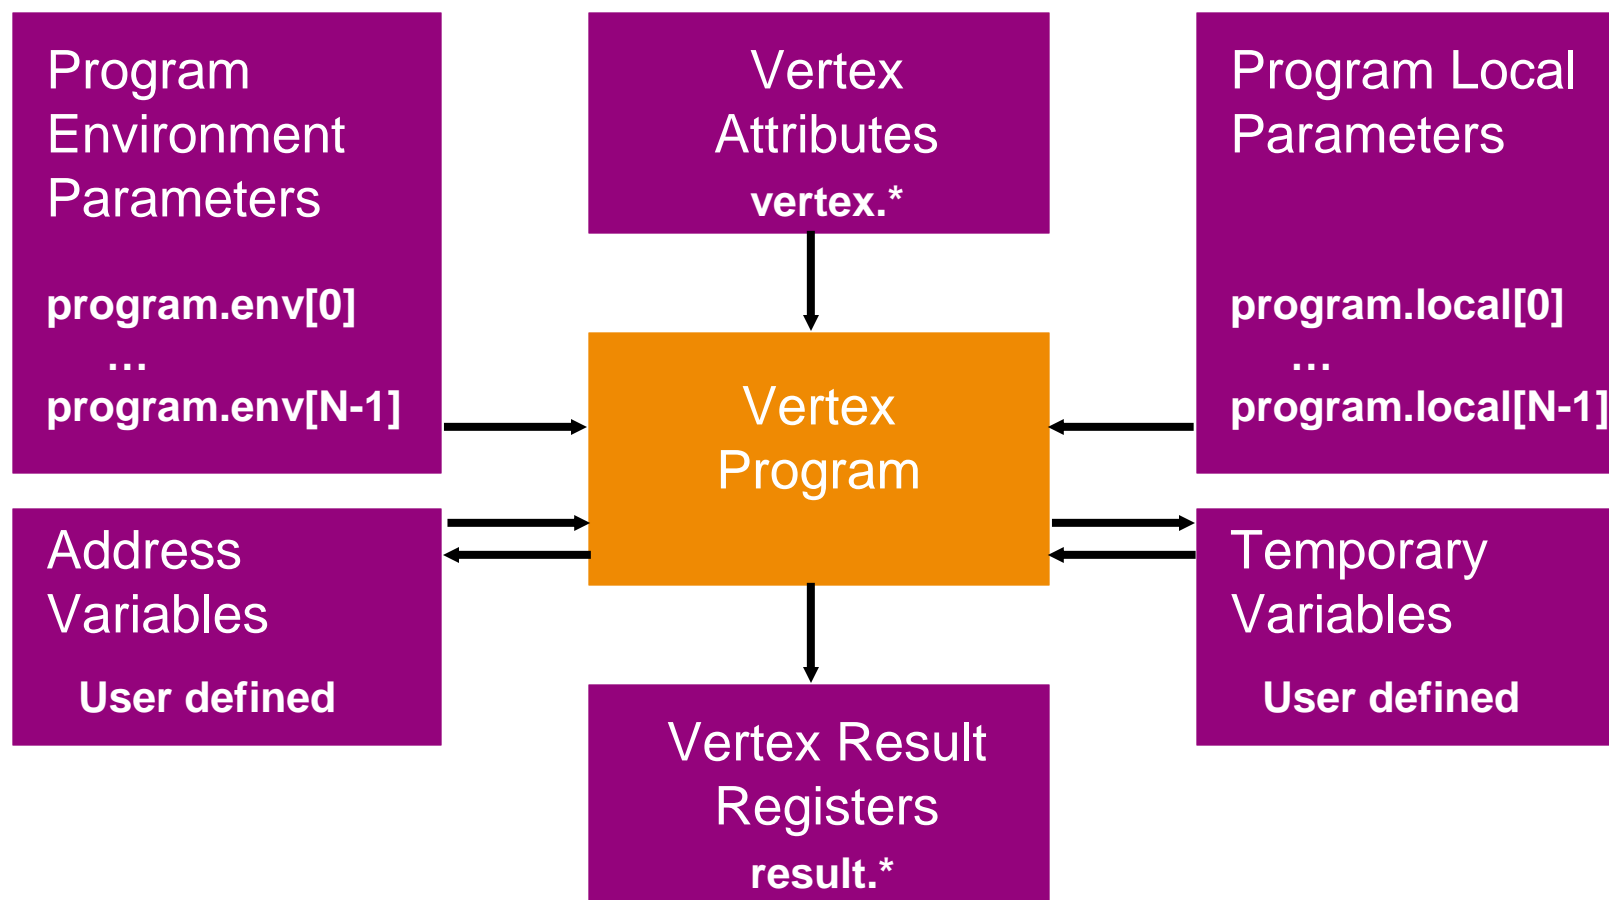 Program
Environment
Parameters
program.env[0]
…
program.env[N-1]
Vertex
Attributes
vertex.*
Program Local
Parameters
program.local[0]
…
program.local[N-1]
Vertex
Program
Address
Variables
User defined
Temporary
Variables
User defined
Vertex Result
Registers
result.*